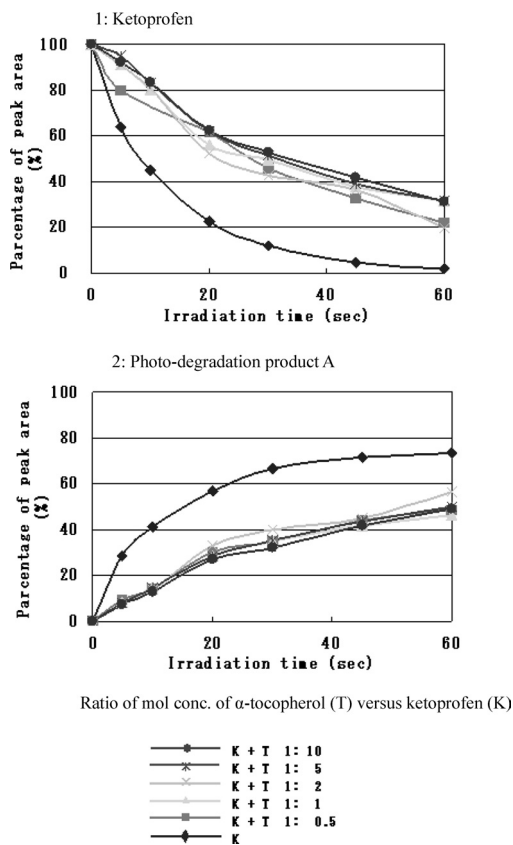 1: Ketoprofen
100
80
60
40
20
0
Parcentage of peak area
(%)
0 20 40 60
Irradiation time (sec)
2: Photo-degradation product A
100
80
60
40
20
0
Parcentage of peak area
(%)
0 20 40 60
Irradiation time (sec)
Ratio of mol conc. of α-tocopherol (T) versus ketoprofen (K)
K + T 1: 10
K + T 1: 5
K + T 1: 2
K + T 1: 1
K + T 1: 0.5
K